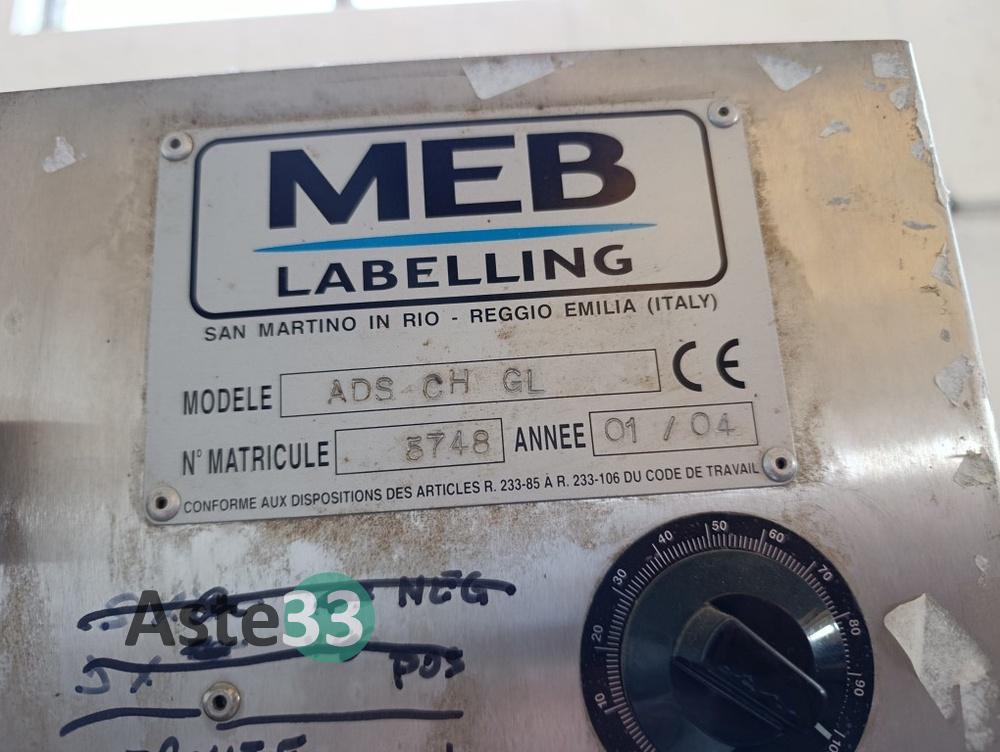 MEB
LABELLING
SAN MARTINO IN RIO - REGGIO EMILIA (ITALY)
MODELE ADS CH GL CE
N° MATRICULE 3748 ANNEE 01 / 04
CONFORME AUX DISPOSITIONS DES ARTICLES R. 233-85 À R. 233-106 DU CODE DE TRAVAIL
10 20 30 40 50 60 70 80 90
NEG
Aste33
POS